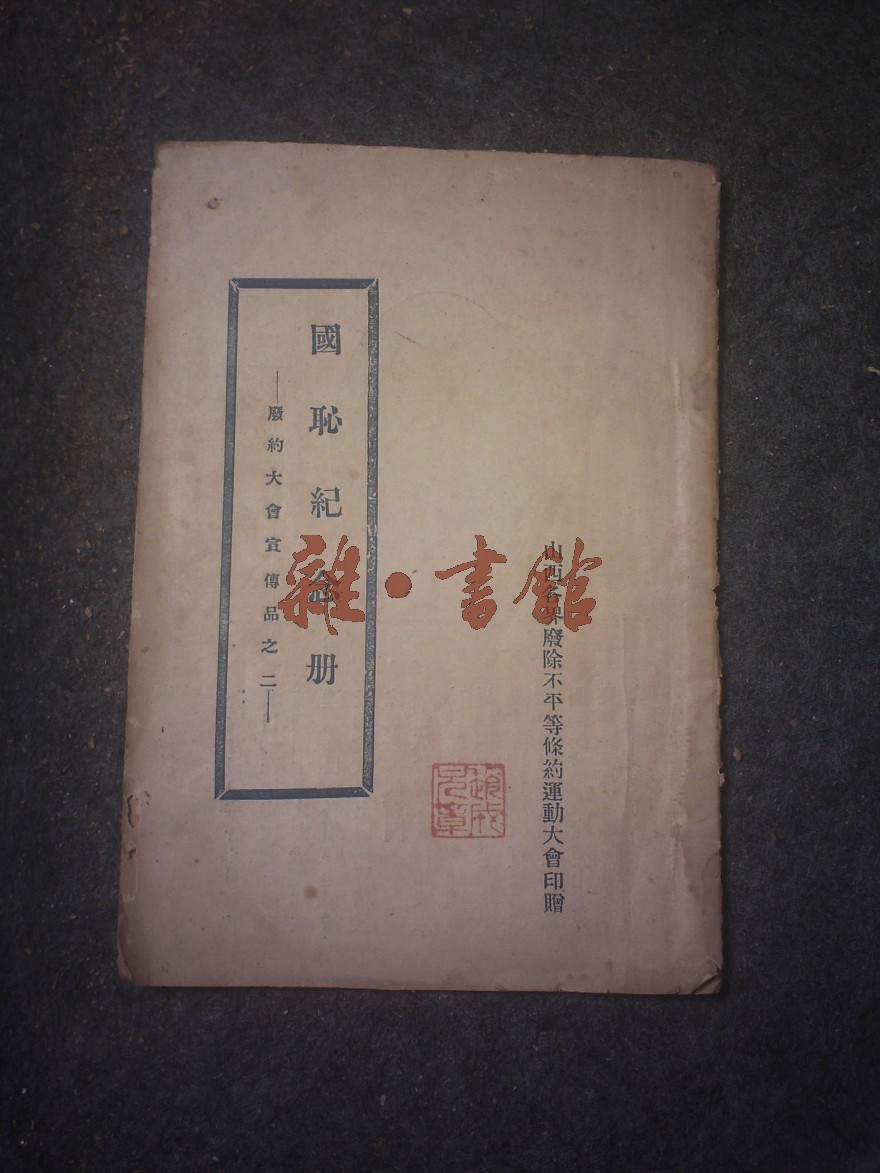 山西各界廢除不平等條約運動大會印贈
國恥紀念册
——廢約大會宣傳品之二——
雜·書館